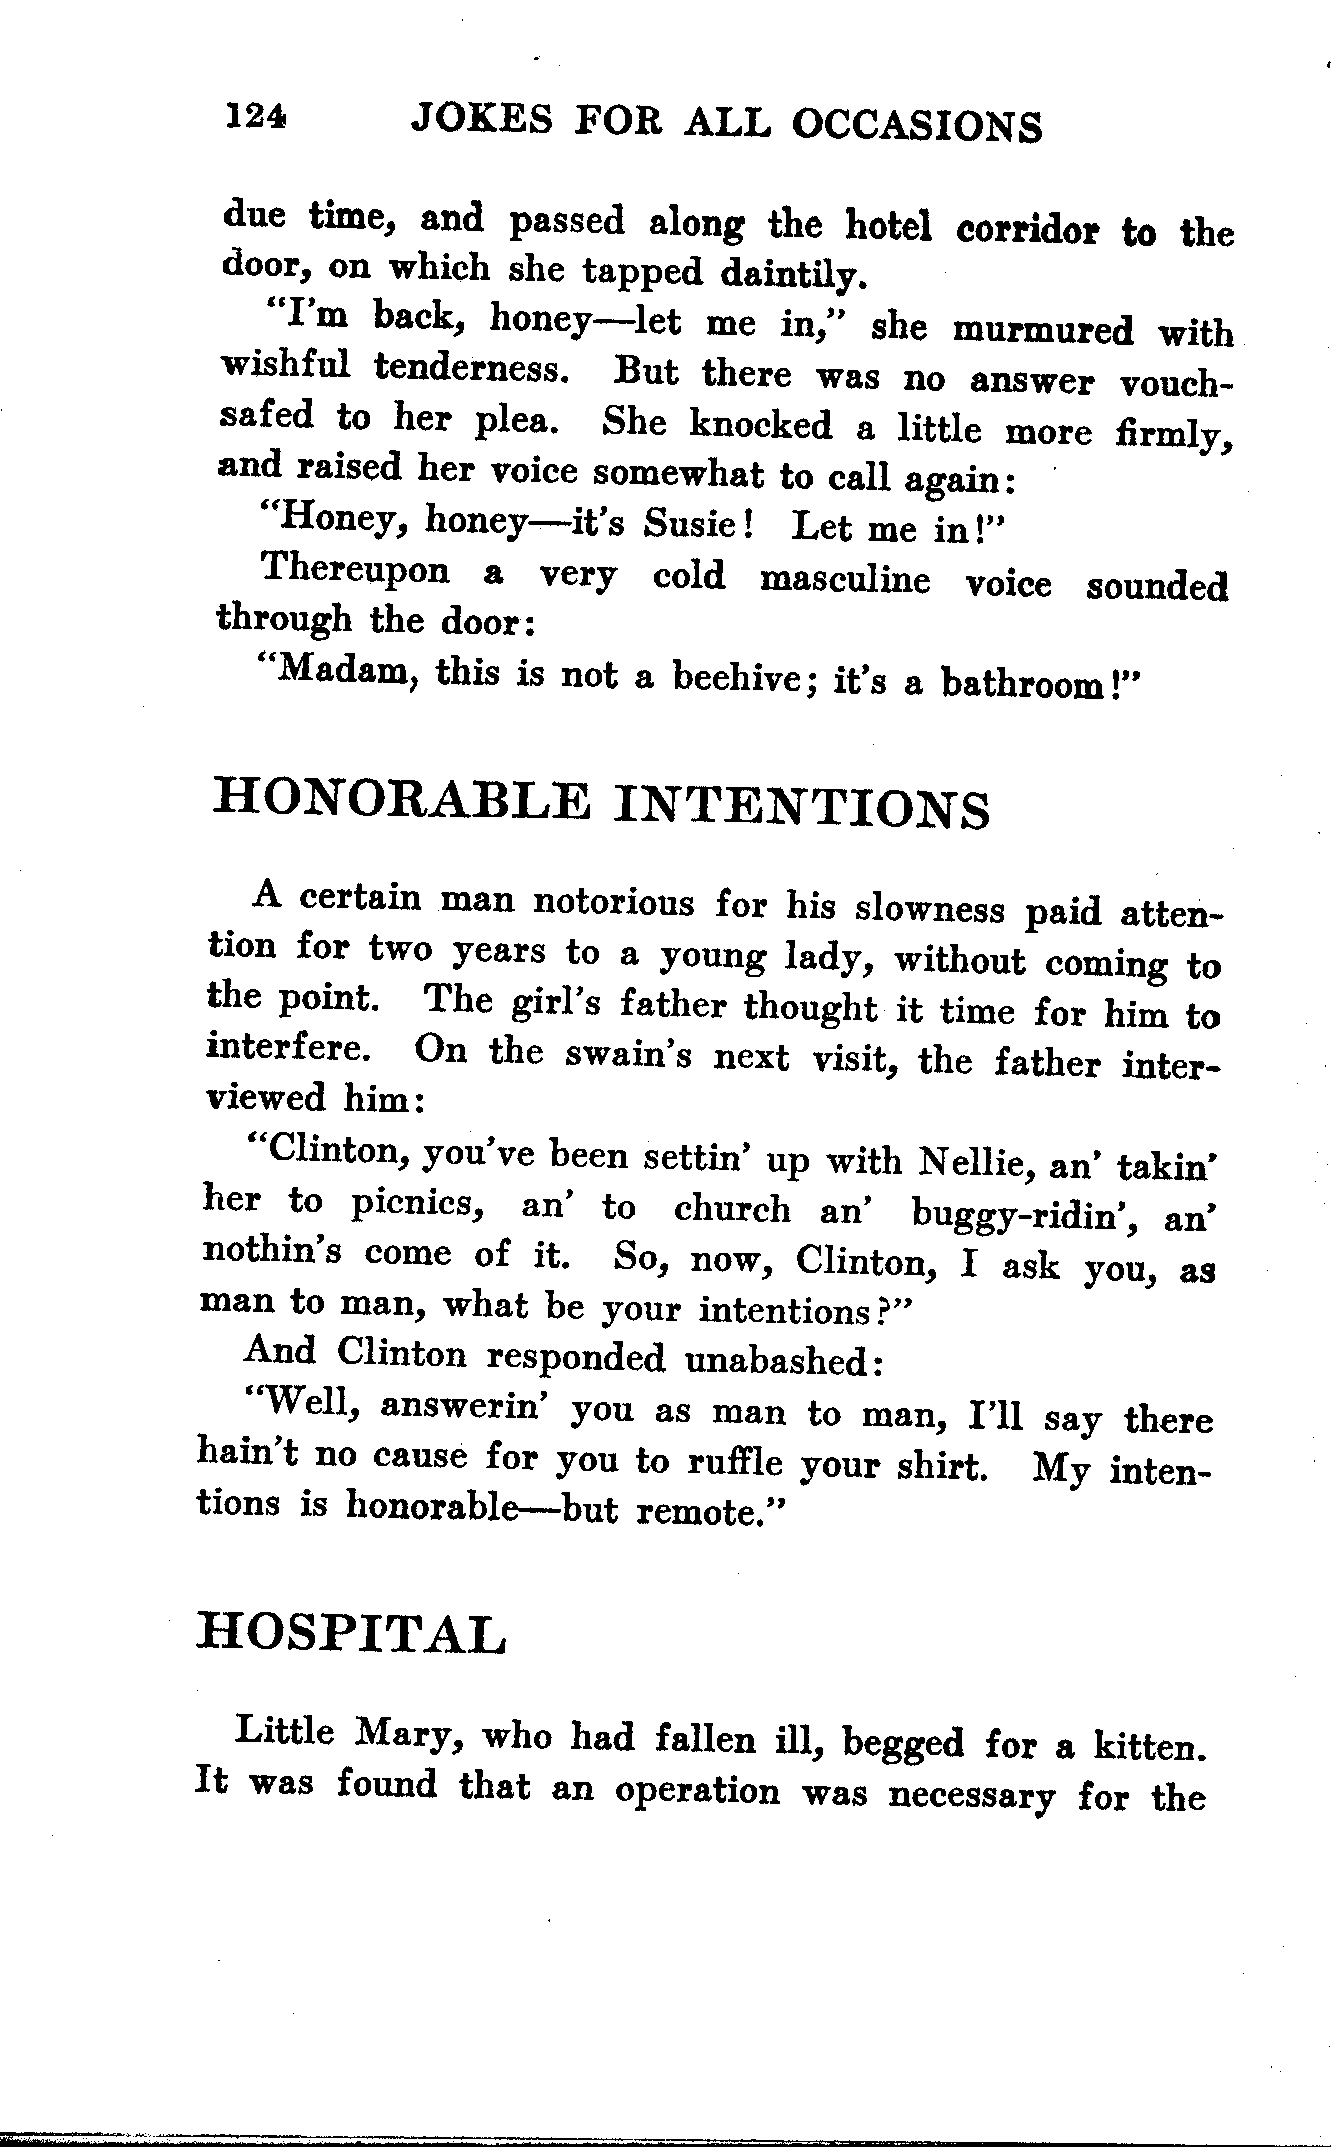 124 JOKES FOR ALL OCCASIONS
due time, and passed along the hotel corridor to the
door, on which she tapped daintily.
"I'm back, honey—let me in," she murmured with
wishful tenderness. But there was no answer vouch-
safed to her plea. She knocked a little more firmly,
and raised her voice somewhat to call again:
"Honey, honey—it's Susie! Let me in!"
Thereupon a very cold masculine voice sounded
through the door:
"Madam, this is not a beehive; it's a bathroom!"
HONORABLE INTENTIONS
A certain man notorious for his slowness paid atten-
tion for two years to a young lady, without coming to
the point. The girl's father thought it time for him to
interfere. On the swain's next visit, the father inter-
viewed him:
"Clinton, you've been settin' up with Nellie, an' takin'
her to picnics, an' to church an' buggy-ridin', an'
nothin's come of it. So, now, Clinton, I ask you, as
man to man, what be your intentions?"
And Clinton responded unabashed:
"Well, answerin' you as man to man, I'll say there
hain't no cause for you to ruffle your shirt. My inten-
tions is honorable—but remote."
HOSPITAL
Little Mary, who had fallen ill, begged for a kitten.
It was found that an operation was necessary for the